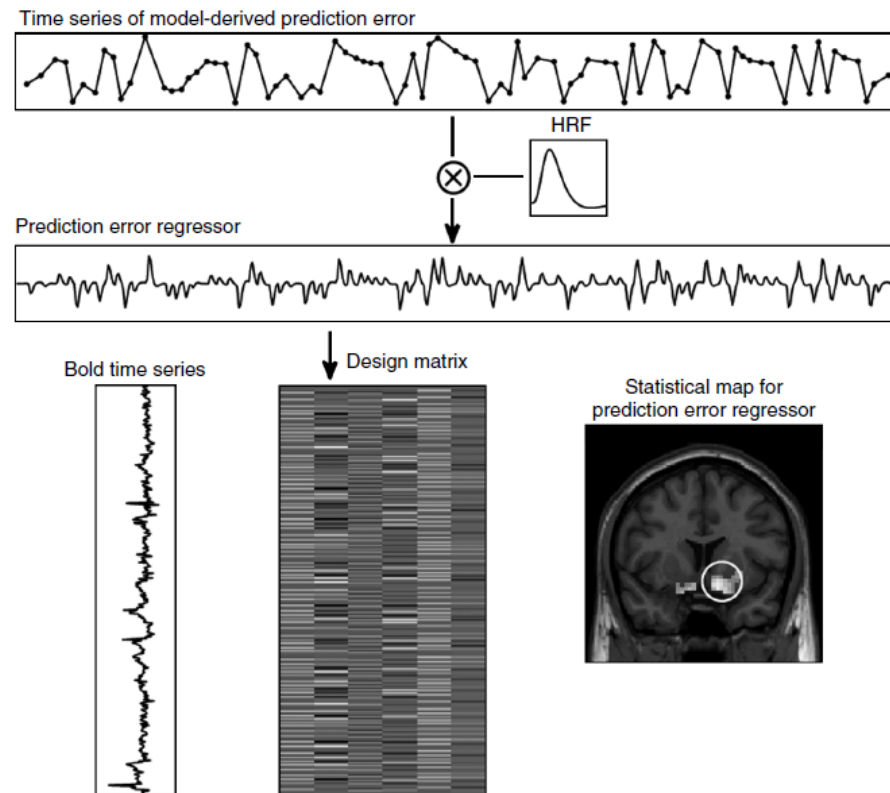 Time series of model-derived prediction error
HRF
Prediction error regressor
Bold time series
Design matrix
Statistical map for
prediction error regressor